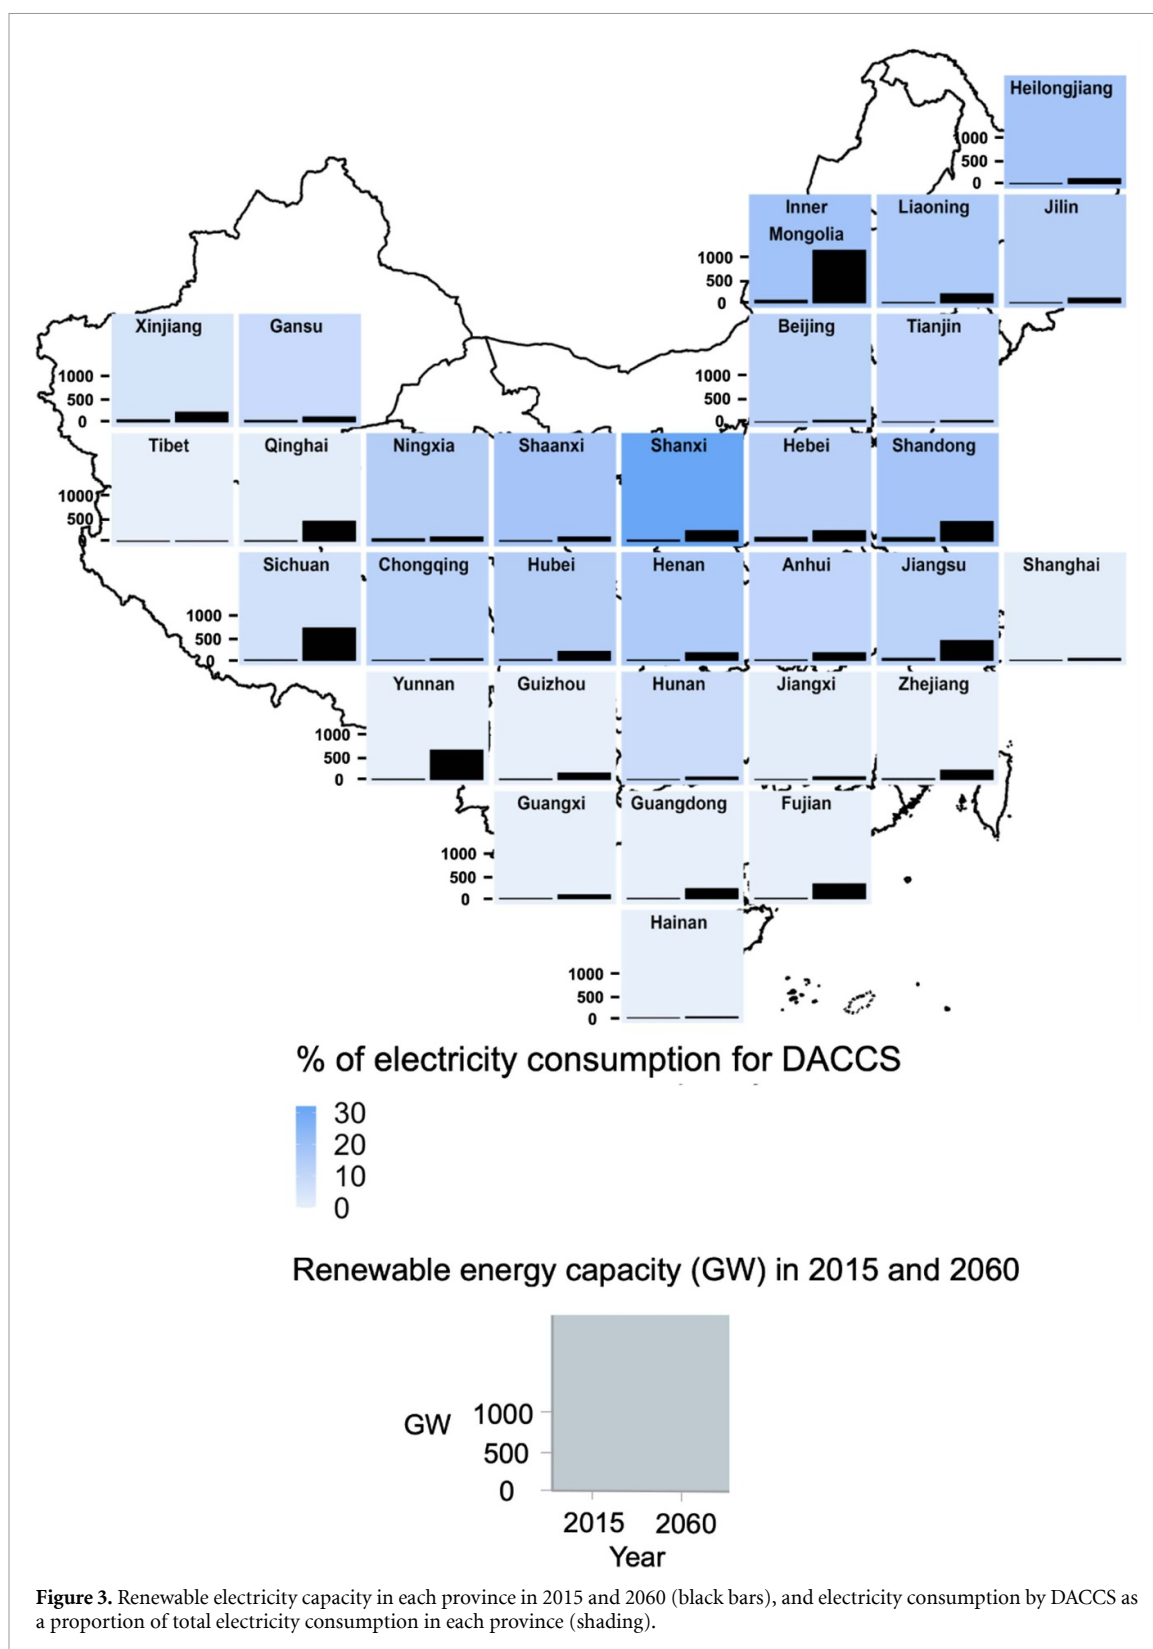 Heilongjiang
000
500
0
Inner
Mongolia
Liaoning
Jilin
1000
500
0
Xinjiang
Gansu
Beijing
Tianjin
1000
500
0
1000
500
0
Tibet
Qinghai
Ningxia
Shaanxi
Shanxi
Hebei
Shandong
1000
500
0
Sichuan
Chongqing
Hubei
Henan
Anhui
Jiangsu
Shanghai
1000
500
0
Yunnan
Guizhou
Hunan
Jiangxi
Zhejiang
1000
500
0
Guangxi
Guangdong
Fujian
1000
500
0
Hainan
1000
500
0
% of electricity consumption for DACCS
30
20
10
0
Renewable energy capacity (GW) in 2015 and 2060
GW
1000
500
0
2015 2060
Year
Figure 3. Renewable electricity capacity in each province in 2015 and 2060 (black bars), and electricity consumption by DACCS as
a proportion of total electricity consumption in each province (shading).